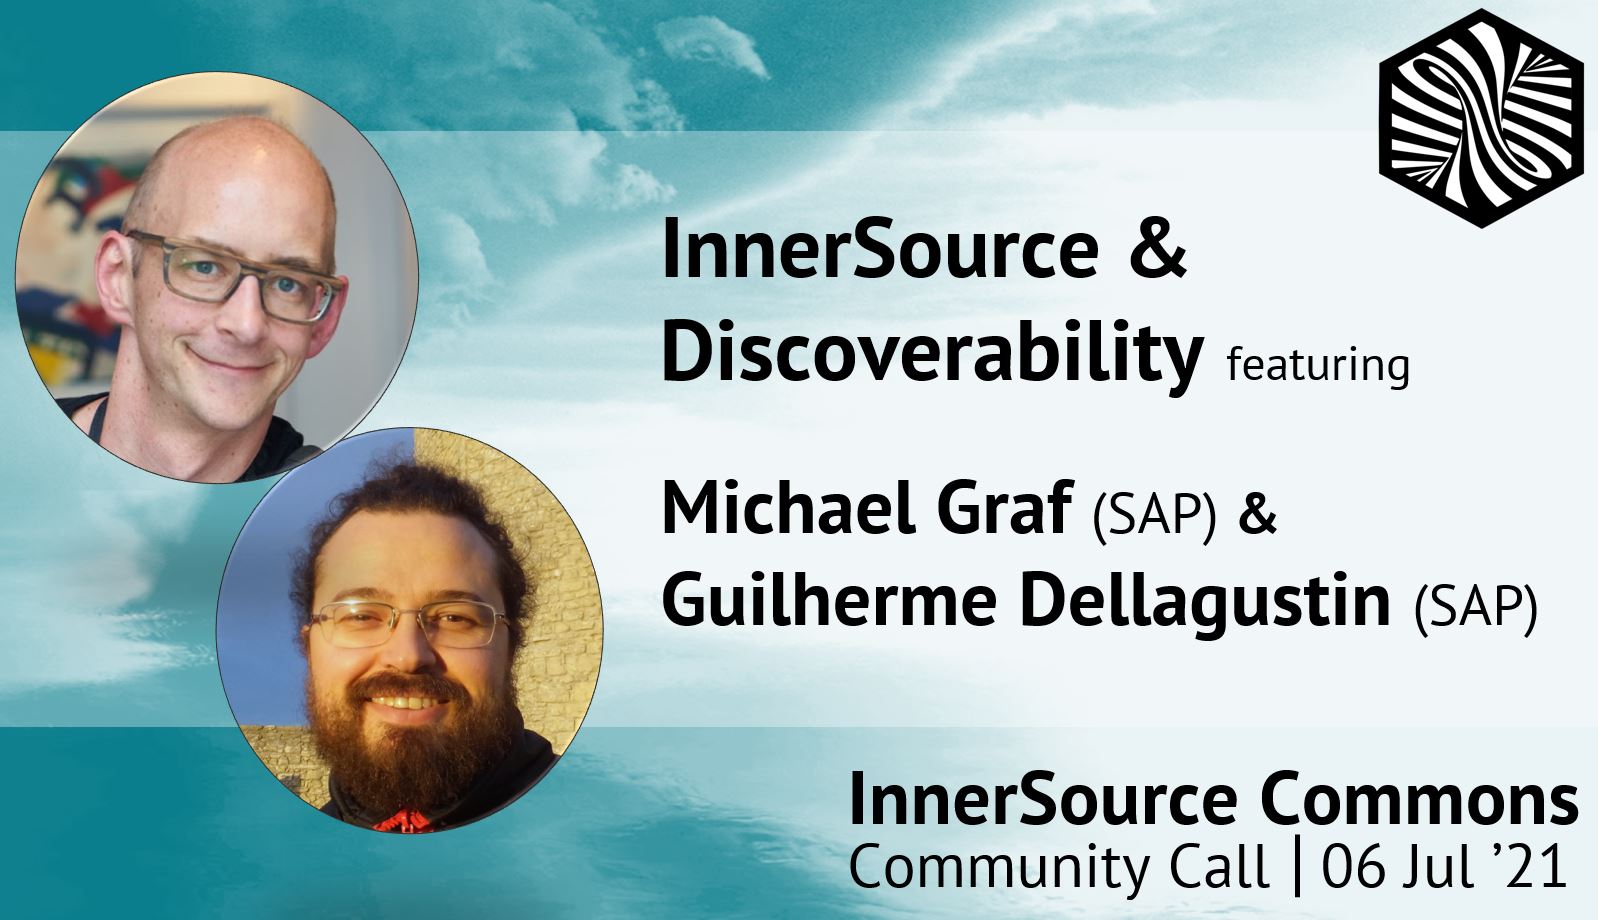 InnerSource &
Discoverability featuring
Michael Graf (SAP) &
Guilherme Dellagustin (SAP)
InnerSource Commons
Community Call | 06 Jul ’21